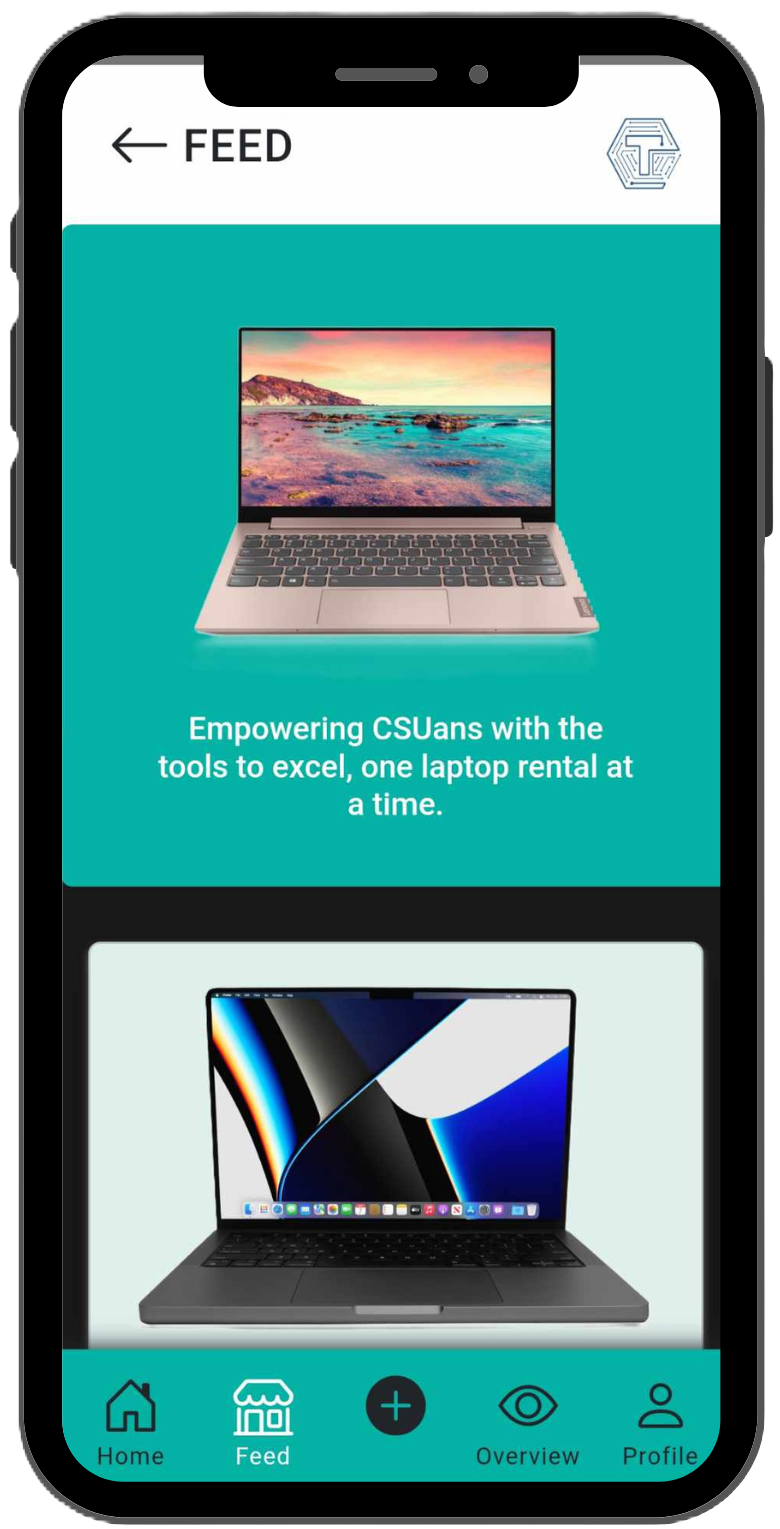 FEED
Empowering CSUans with the
tools to excel, one laptop rental at
a time.
Home
Feed
Overview
Profile